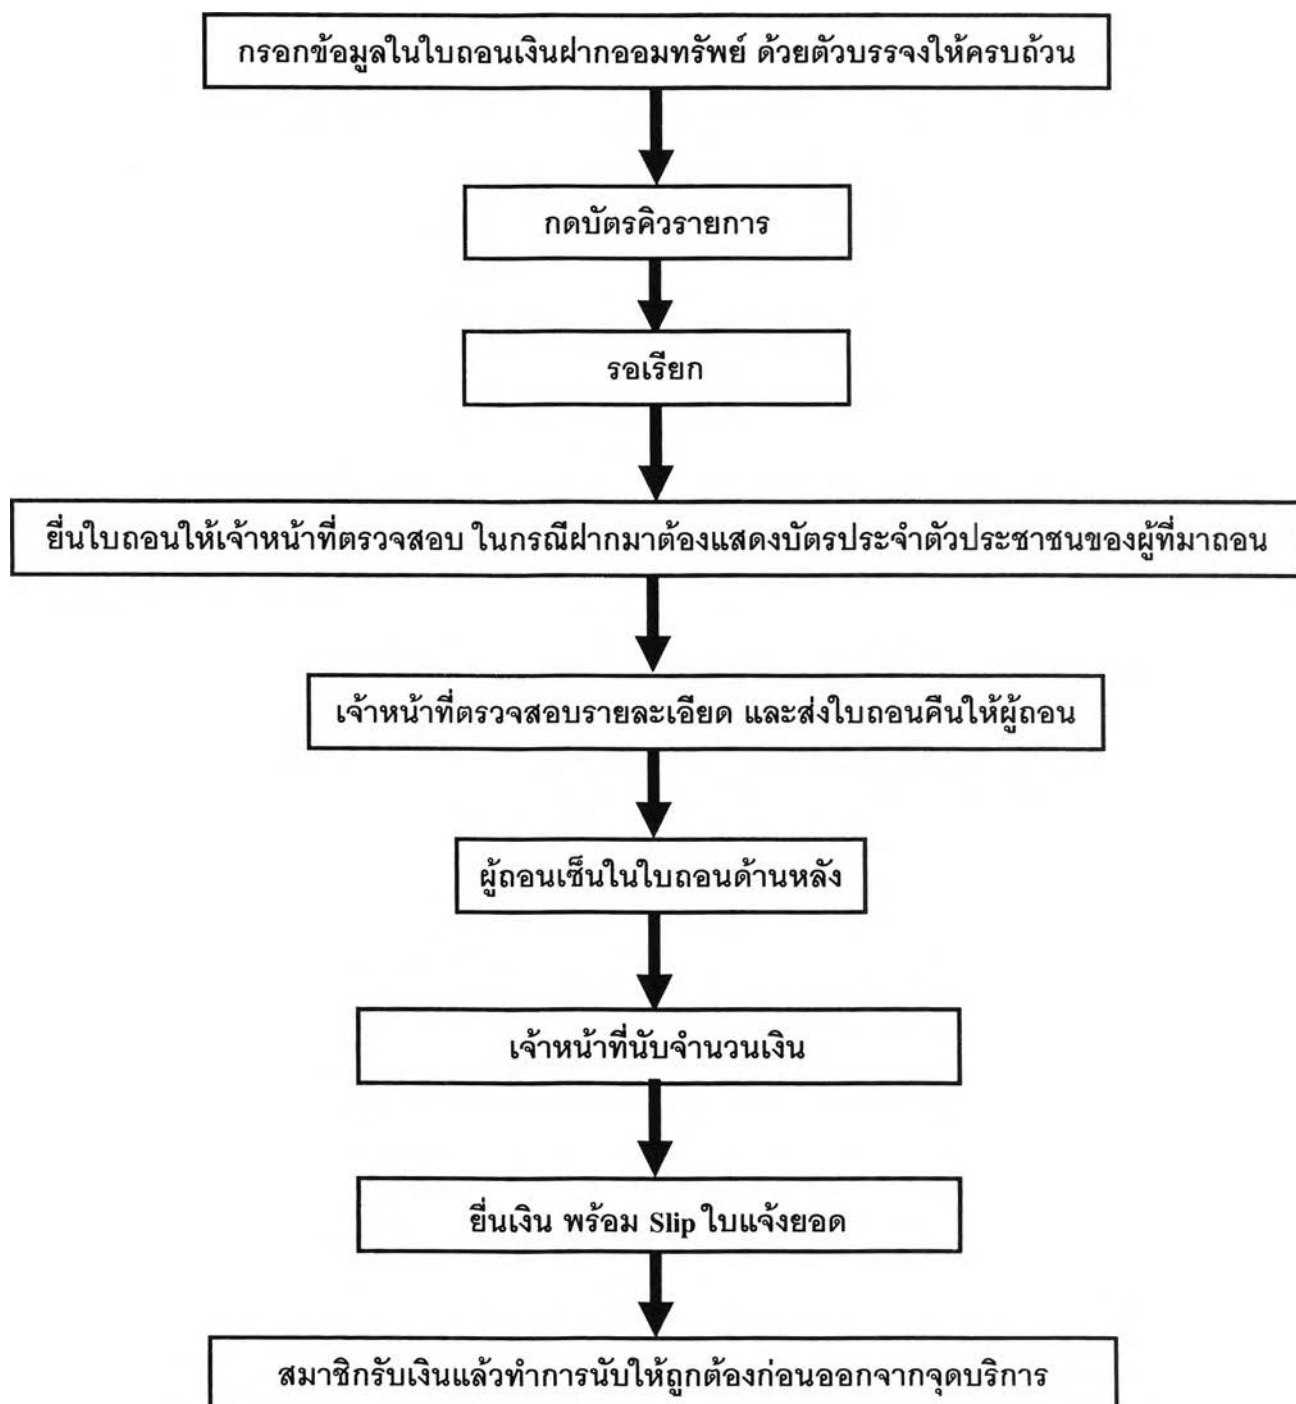 กรอกข้อมูลในใบถอนเงินฝากออมทรัพย์ ด้วยตัวบรรจงให้ครบถ้วน
กดบัตรคิวรายการ
รอเรียก
ยื่นใบถอนให้เจ้าหน้าที่ตรวจสอบ ในกรณีฝากมาต้องแสดงบัตรประจำตัวประชาชนของผู้ที่มาถอน
เจ้าหน้าที่ตรวจสอบรายละเอียด และส่งใบถอนคืนให้ผู้ถอน
ผู้ถอนเซ็นในใบถอนด้านหลัง
เจ้าหน้าที่นับจำนวนเงิน
ยื่นเงิน พร้อม Slip ใบแจ้งยอด
สมาชิกรับเงินแล้วทำการนับให้ถูกต้องก่อนออกจากจุดบริการ